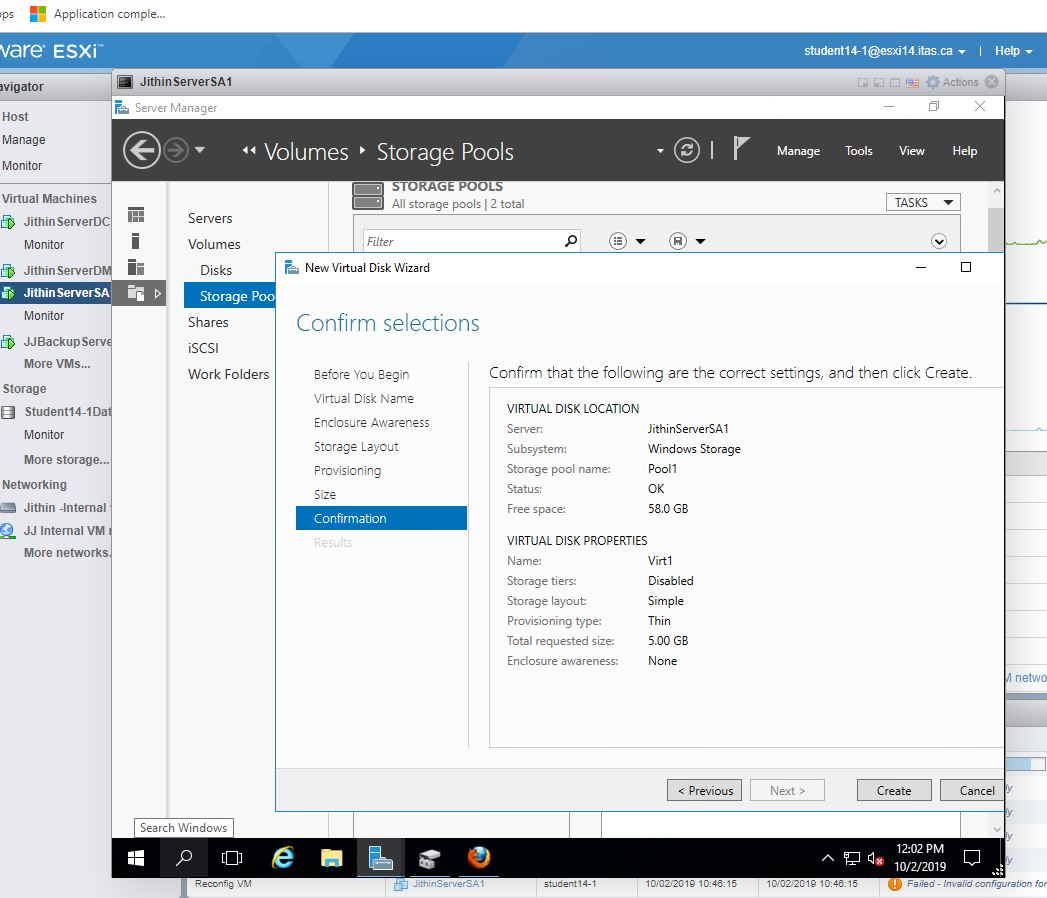 ps Application comple...
ware® ESXi™ student14-1@esxi14.itas.ca | Help
avigator
JithinServerSA1 Actions
Host
Manage
Monitor
Virtual Machines
JithinServerDC
Monitor
JithinServerDM
JithinServerSA
Monitor
JJBackupServe
More VMs...
Storage
Student14-1Dat
Monitor
More storage...
Networking
Jithin -Internal
JJ Internal VM
More networks.
Server Manager
Volumes Storage Pools
Manage Tools View Help
Servers
Volumes
Disks
Storage Poo
Shares
iSCSI
Work Folders
STORAGE POOLS
All storage pools | 2 total
TASKS
Filter
New Virtual Disk Wizard
Confirm selections
Before You Begin
Virtual Disk Name
Enclosure Awareness
Storage Layout
Provisioning
Size
Confirmation
Results
Confirm that the following are the correct settings, and then click Create.
VIRTUAL DISK LOCATION
Server: JithinServerSA1
Subsystem: Windows Storage
Storage pool name: Pool1
Status: OK
Free space: 58.0 GB
VIRTUAL DISK PROPERTIES
Name: Virt1
Storage tiers: Disabled
Storage layout: Simple
Provisioning type: Thin
Total requested size: 5.00 GB
Enclosure awareness: None
< Previous Next > Create Cancel
M netwo
ly
ly
ly
ly
Search Windows
12:02 PM
10/2/2019
Reconfig VM JithinServerSA1 student14-1 10/02/2019 10:46:15 10/02/2019 10:46:15 Failed - Invalid configuration for